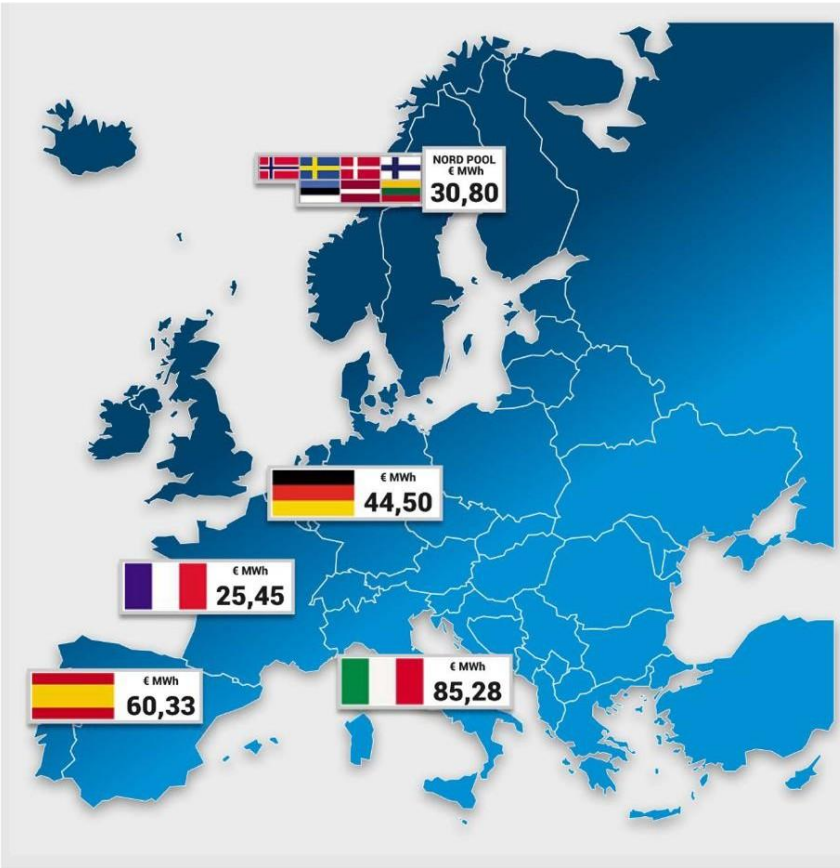 NORD POOL
€ MWh
30,80
€ MWh
44,50
€ MWh
25,45
€ MWh
60,33
€ MWh
85,28